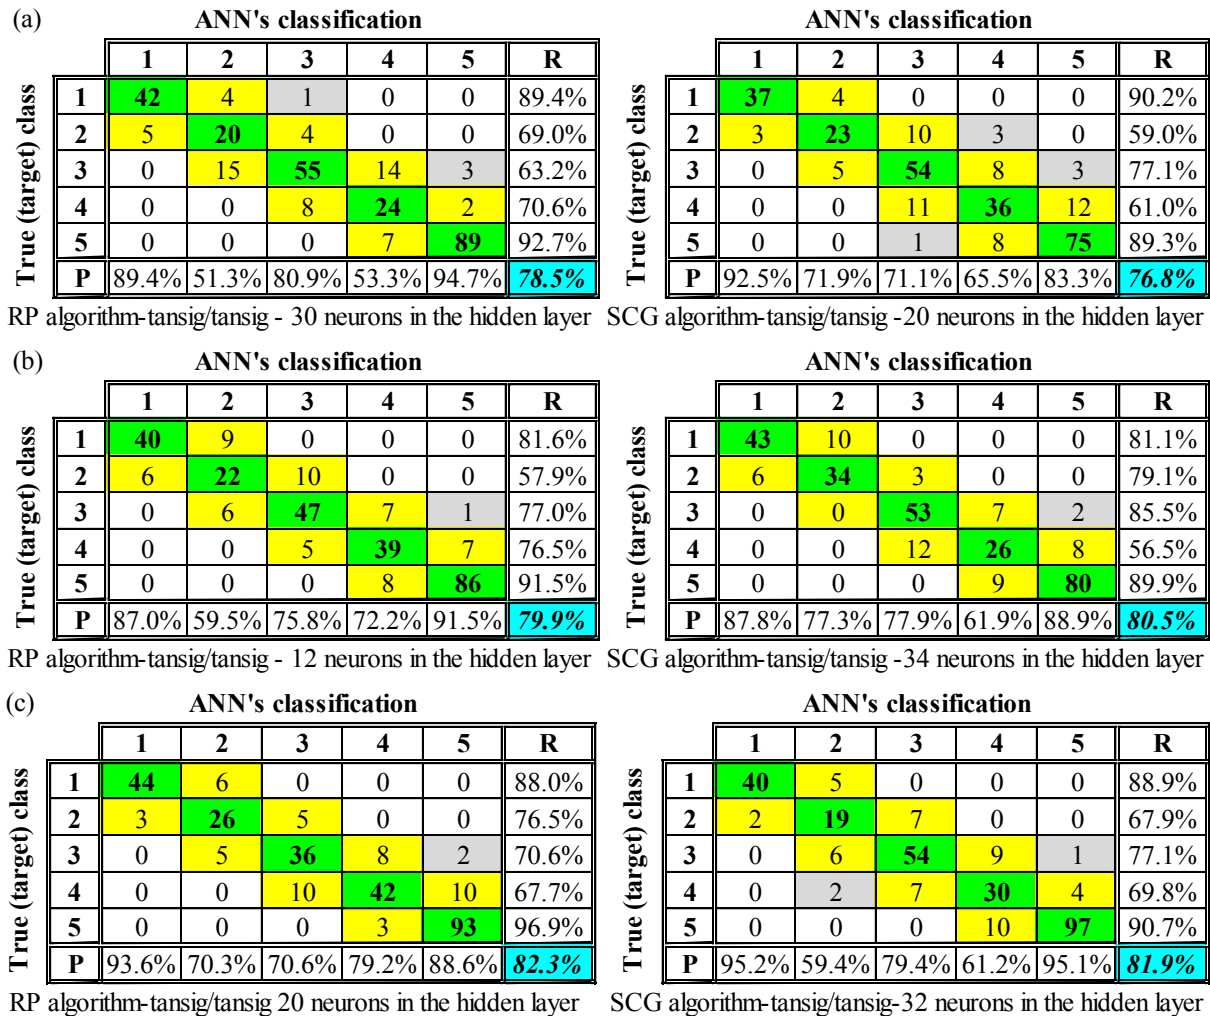 (a)
ANN's classification
True (target) class
1 2 3 4 5 R
1 42 4 1 0 0 89.4%
2 5 20 4 0 0 69.0%
3 0 15 55 14 3 63.2%
4 0 0 8 24 2 70.6%
5 0 0 0 7 89 92.7%
P 89.4% 51.3% 80.9% 53.3% 94.7% 78.5%
RP algorithm-tansig/tansig - 30 neurons in the hidden layer
ANN's classification
True (target) class
1 2 3 4 5 R
1 37 4 0 0 0 90.2%
2 3 23 10 3 0 59.0%
3 0 5 54 8 3 77.1%
4 0 0 11 36 12 61.0%
5 0 0 1 8 75 89.3%
P 92.5% 71.9% 71.1% 65.5% 83.3% 76.8%
SCG algorithm-tansig/tansig -20 neurons in the hidden layer
(b)
ANN's classification
True (target) class
1 2 3 4 5 R
1 40 9 0 0 0 81.6%
2 6 22 10 0 0 57.9%
3 0 6 47 7 1 77.0%
4 0 0 5 39 7 76.5%
5 0 0 0 8 86 91.5%
P 87.0% 59.5% 75.8% 72.2% 91.5% 79.9%
RP algorithm-tansig/tansig - 12 neurons in the hidden layer
ANN's classification
True (target) class
1 2 3 4 5 R
1 43 10 0 0 0 81.1%
2 6 34 3 0 0 79.1%
3 0 0 53 7 2 85.5%
4 0 0 12 26 8 56.5%
5 0 0 0 9 80 89.9%
P 87.8% 77.3% 77.9% 61.9% 88.9% 80.5%
SCG algorithm-tansig/tansig -34 neurons in the hidden layer
(c)
ANN's classification
True (target) class
1 2 3 4 5 R
1 44 6 0 0 0 88.0%
2 3 26 5 0 0 76.5%
3 0 5 36 8 2 70.6%
4 0 0 10 42 10 67.7%
5 0 0 0 3 93 96.9%
P 93.6% 70.3% 70.6% 79.2% 88.6% 82.3%
RP algorithm-tansig/tansig 20 neurons in the hidden layer
ANN's classification
True (target) class
1 2 3 4 5 R
1 40 5 0 0 0 88.9%
2 2 19 7 0 0 67.9%
3 0 6 54 9 1 77.1%
4 0 2 7 30 4 69.8%
5 0 0 0 10 97 90.7%
P 95.2% 59.4% 79.4% 61.2% 95.1% 81.9%
SCG algorithm-tansig/tansig-32 neurons in the hidden layer